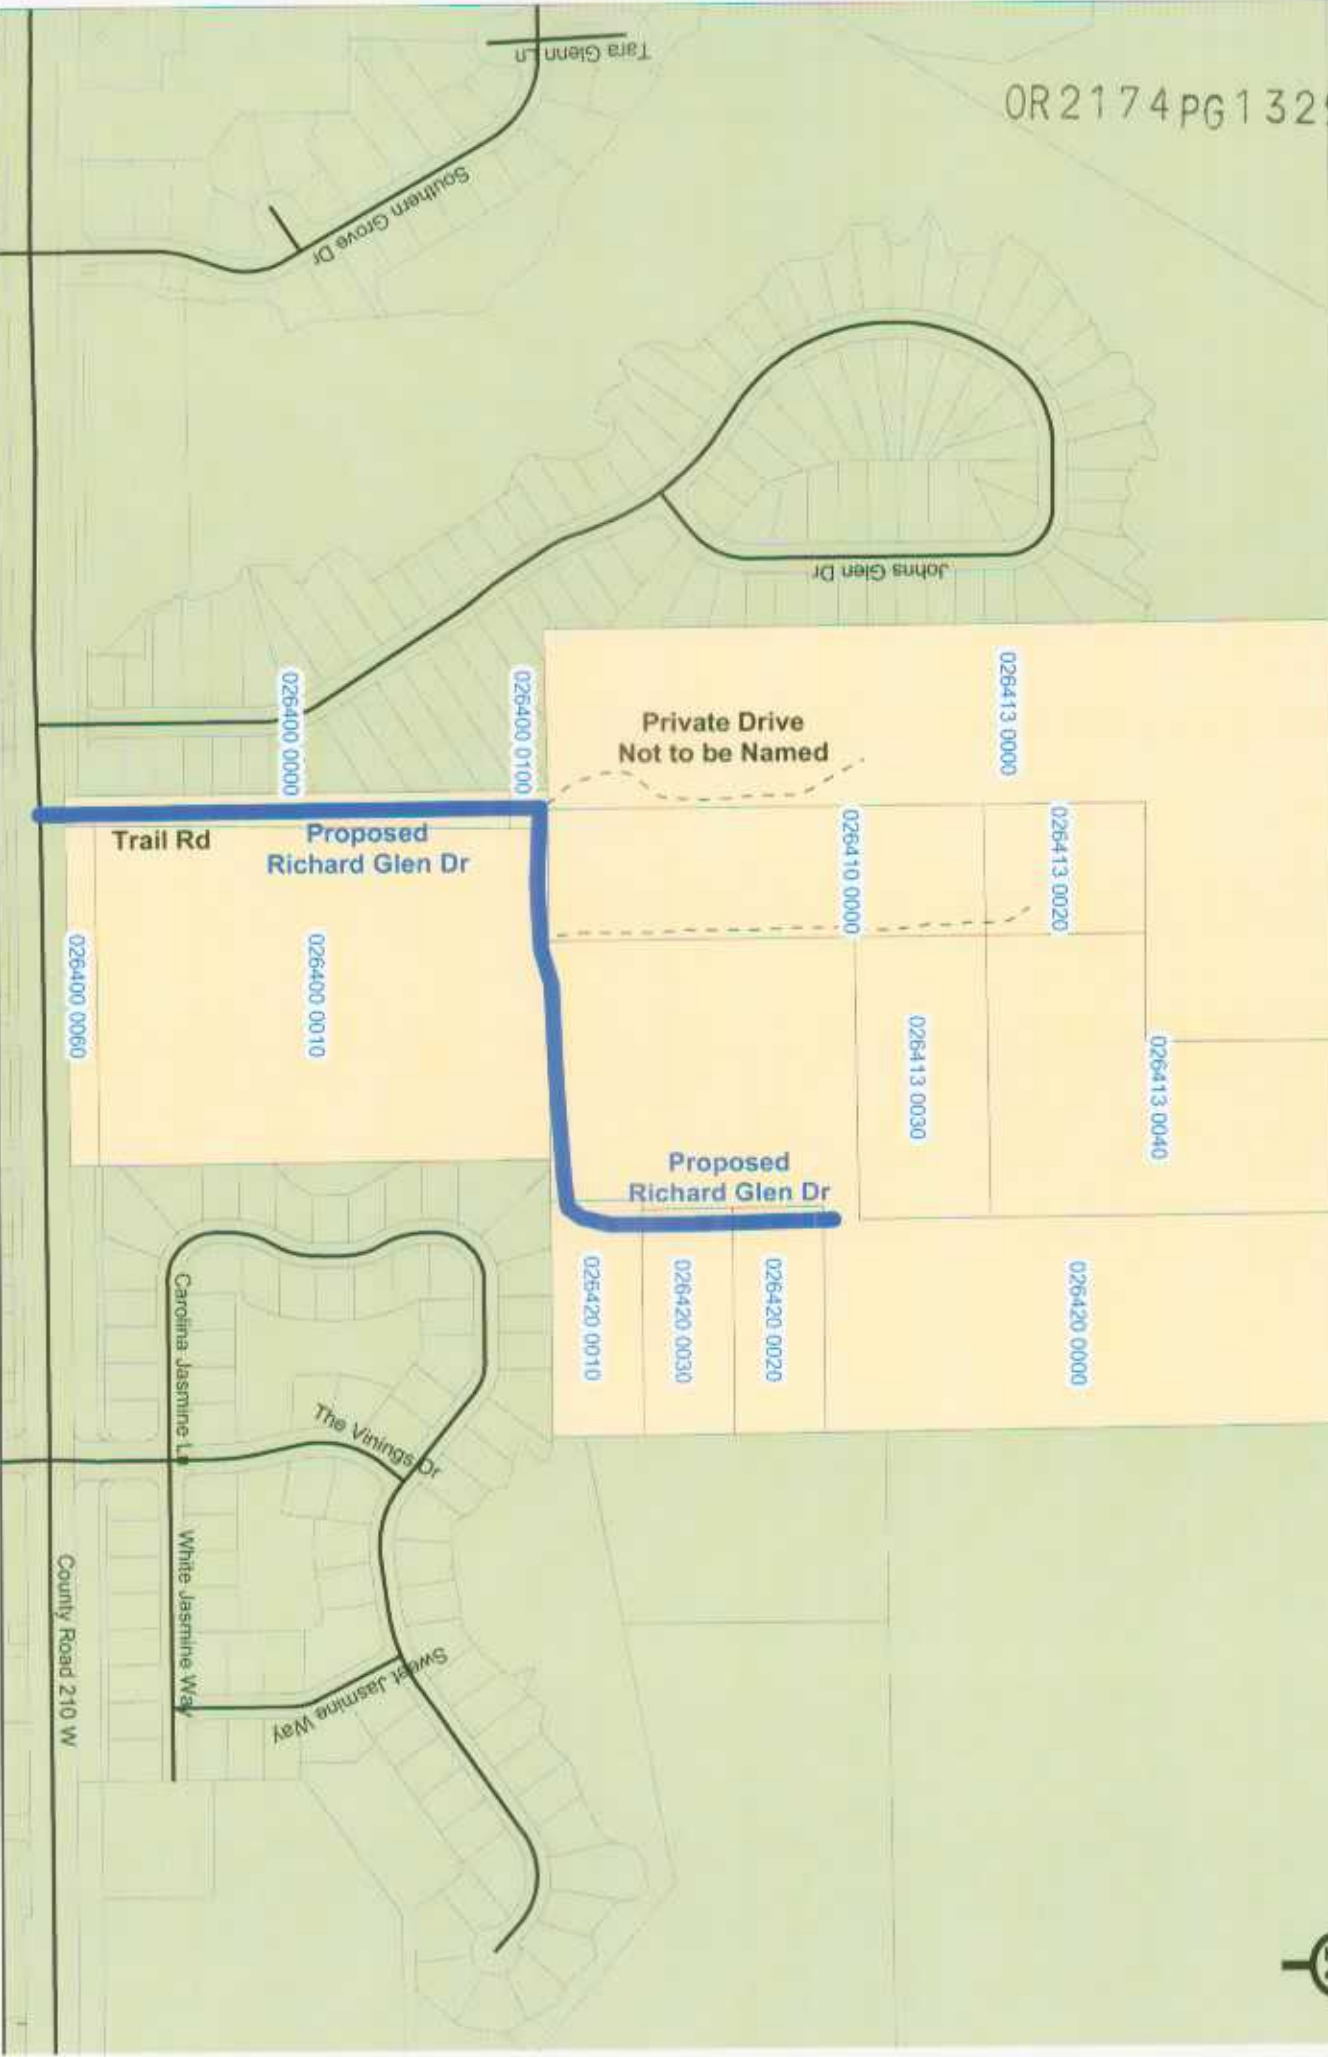 Tara Glenn Ln
OR2174PG132
Southern Grove Dr
Johns Glen Dr
026400 0000
026400 0100
Private Drive
Not to be Named
026413 0000
Trail Rd
Proposed
Richard Glen Dr
026410 0000
026413 0020
026400 0060
026400 0010
026413 0030
026413 0040
Proposed
Richard Glen Dr
026420 0010
026420 0030
026420 0020
026420 0000
Carolina Jasmine Ln
The Vinings Dr
White Jasmine Way
County Road 210 W
Sweet Jasmine Way